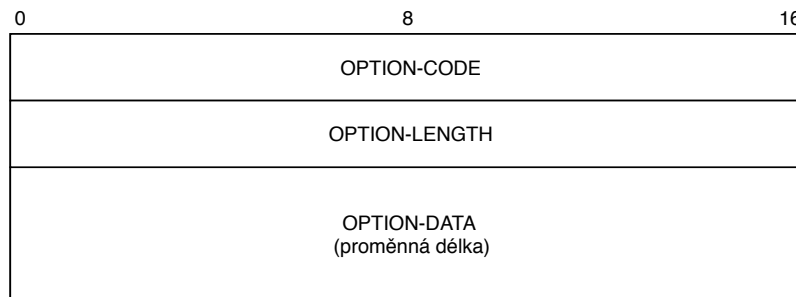 0 8 16
OPTION-CODE
OPTION-LENGTH
OPTION-DATA
(proměnná délka)